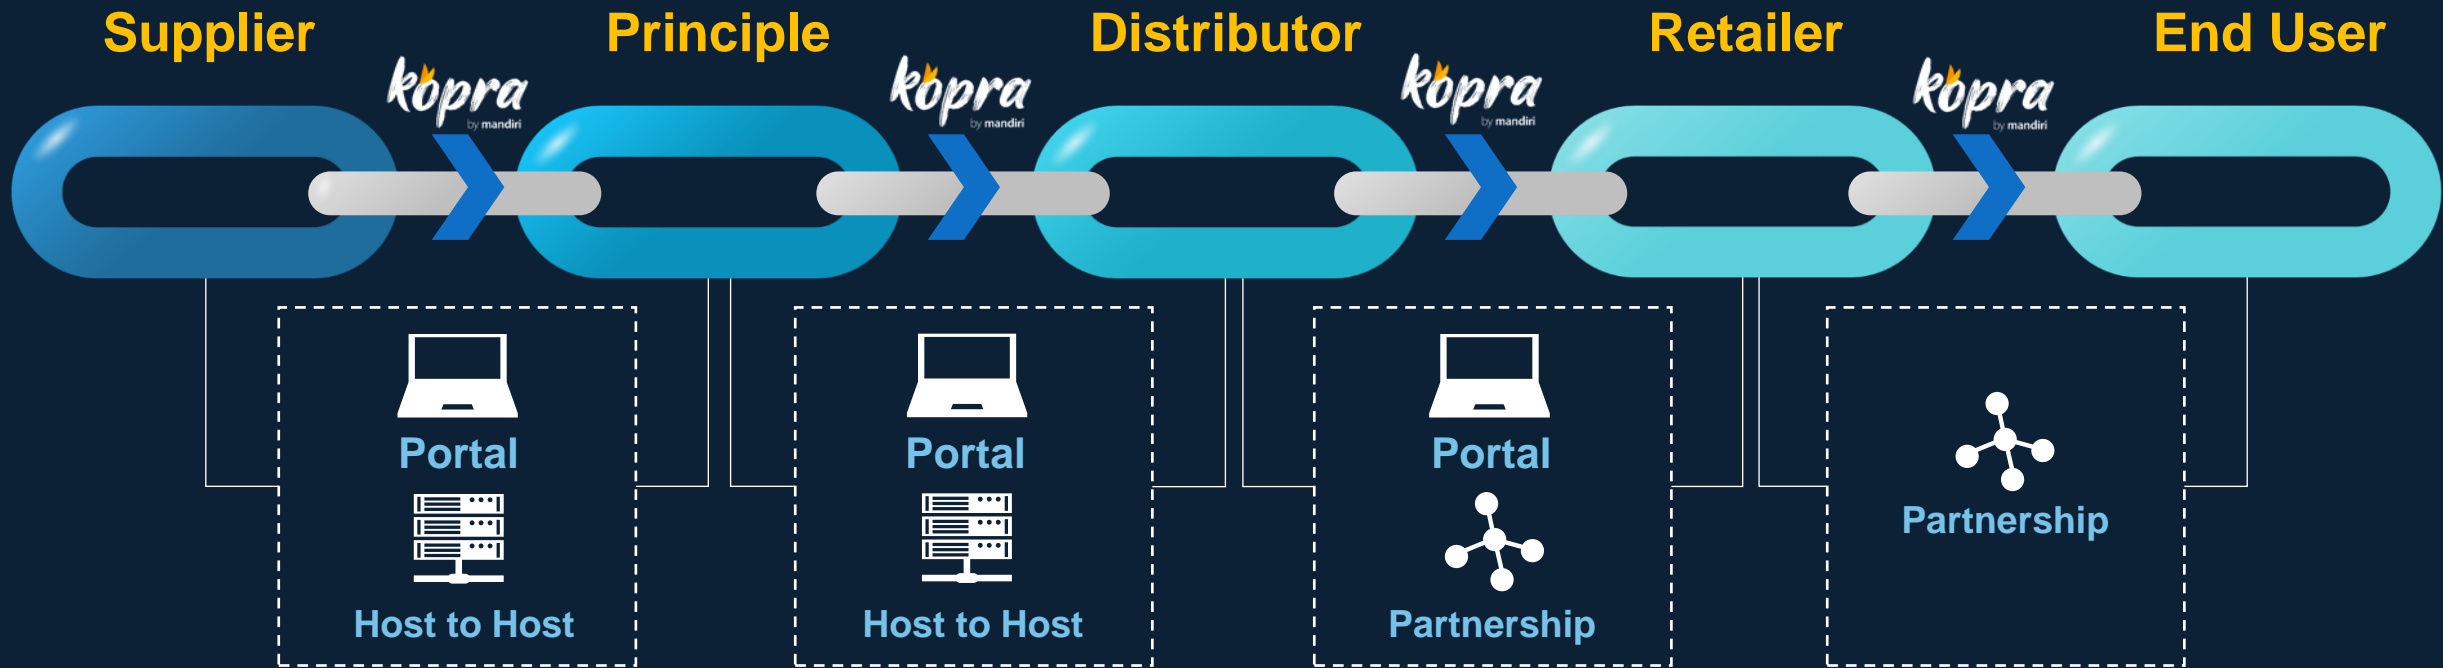 Supplier
Principle
Distributor
Retailer
End User
kopra
by mandiri
kopra
by mandiri
kopra
by mandiri
kopra
by mandiri
Portal
Host to Host
Portal
Host to Host
Portal
Partnership
Partnership